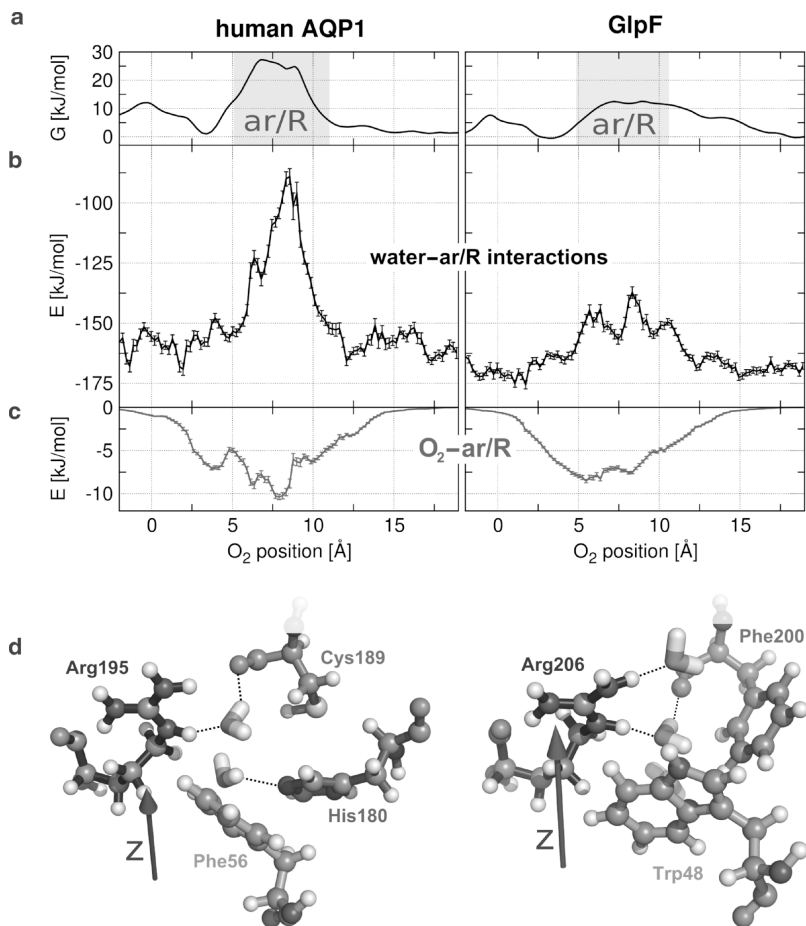 a
human AQP1 GlpF
G [kJ/mol]
30
20
10
0
ar/R ar/R
b
E [kJ/mol]
-100
-125
-150
-175
water–ar/R interactions
c
E [kJ/mol]
0
-5
-10
O2–ar/R
0 5 10 15 0 5 10 15
O2 position [Å] O2 position [Å]
d
Arg195 Cys189 Arg206 Phe200
His180
Z Phe56 Z Trp48